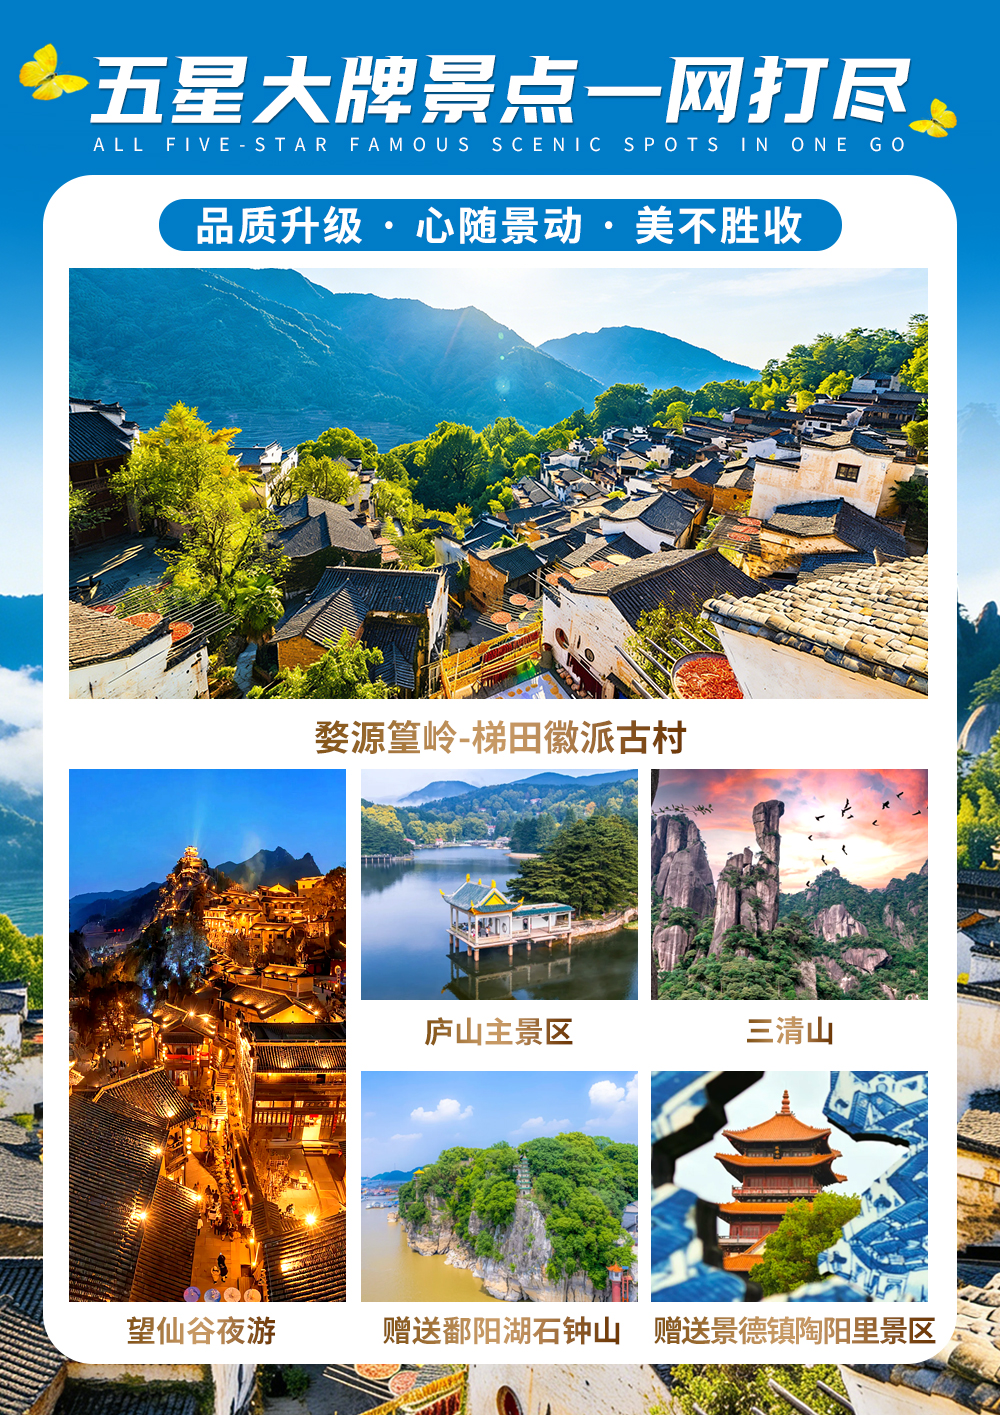 五星大牌景点一网打尽
ALL FIVE-STAR FAMOUS SCENIC SPOTS IN ONE GO
品质升级 · 心随景动 · 美不胜收
婺源篁岭-梯田徽派古村
庐山主景区
三清山
望仙谷夜游
赠送鄱阳湖石钟山
赠送景德镇陶阳里景区